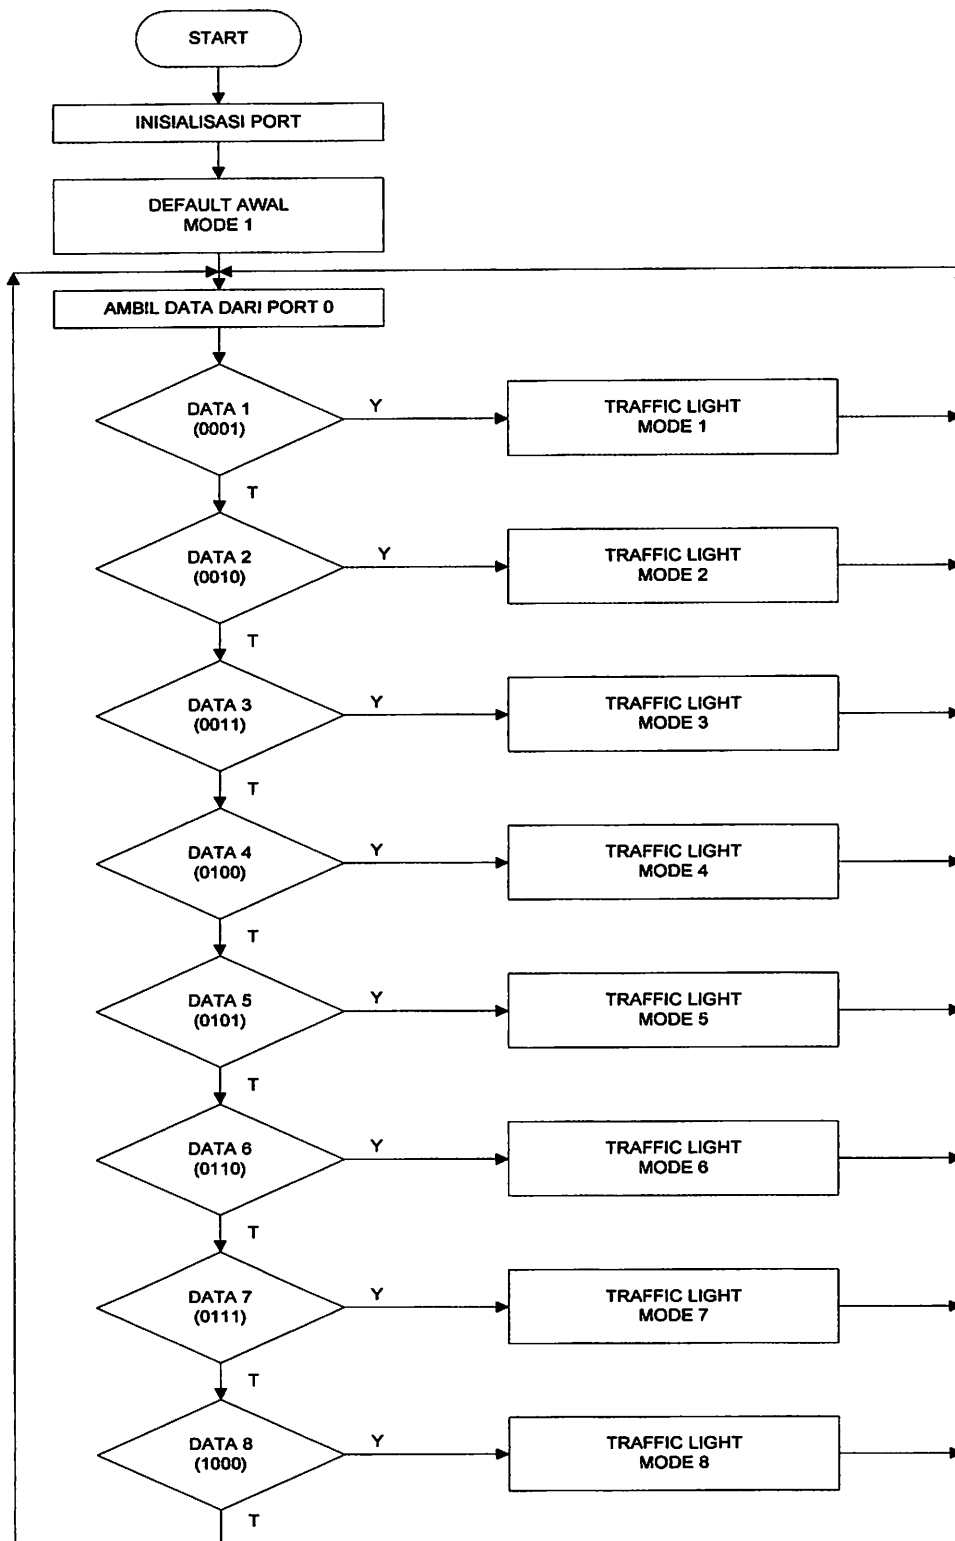 START
INISIALISASI PORT
DEFAULT AWAL
MODE 1
AMBIL DATA DARI PORT 0
DATA 1
(0001)
Y
TRAFFIC LIGHT
MODE 1
T
DATA 2
(0010)
Y
TRAFFIC LIGHT
MODE 2
T
DATA 3
(0011)
Y
TRAFFIC LIGHT
MODE 3
T
DATA 4
(0100)
Y
TRAFFIC LIGHT
MODE 4
T
DATA 5
(0101)
Y
TRAFFIC LIGHT
MODE 5
T
DATA 6
(0110)
Y
TRAFFIC LIGHT
MODE 6
T
DATA 7
(0111)
Y
TRAFFIC LIGHT
MODE 7
T
DATA 8
(1000)
Y
TRAFFIC LIGHT
MODE 8
T